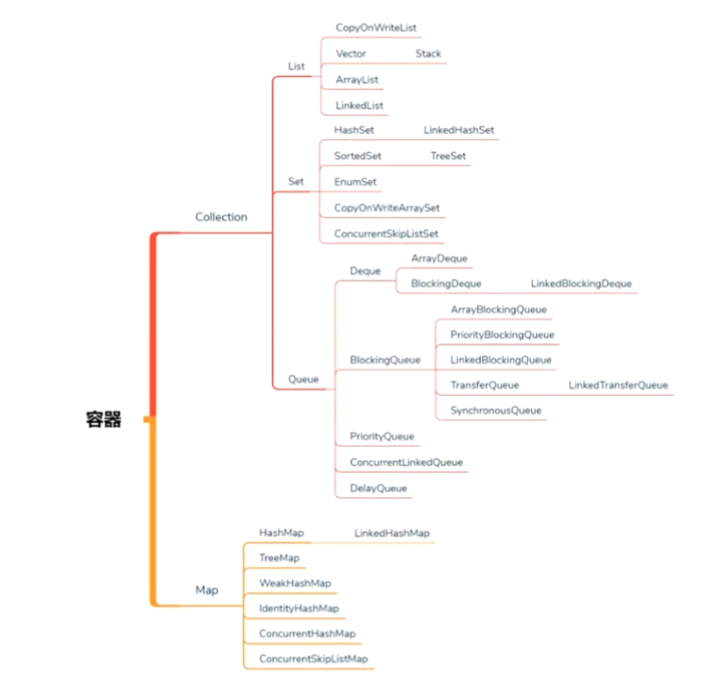 CopyOnWriteList
Vector Stack
List
ArrayList
LinkedList
HashSet LinkedHashSet
SortedSet TreeSet
Set
EnumSet
CopyOnWriteArraySet
Collection
ConcurrentSkipListSet
ArrayDeque
Deque
BlockingDeque LinkedBlockingDeque
ArrayBlockingQueue
PriorityBlockingQueue
BlockingQueue
LinkedBlockingQueue
Queue
TransferQueue LinkedTransferQueue
SynchronousQueue
容器
PriorityQueue
ConcurrentLinkedQueue
DelayQueue
HashMap LinkedHashMap
TreeMap
WeakHashMap
Map
IdentityHashMap
ConcurrentHashMap
ConcurrentSkipListMap